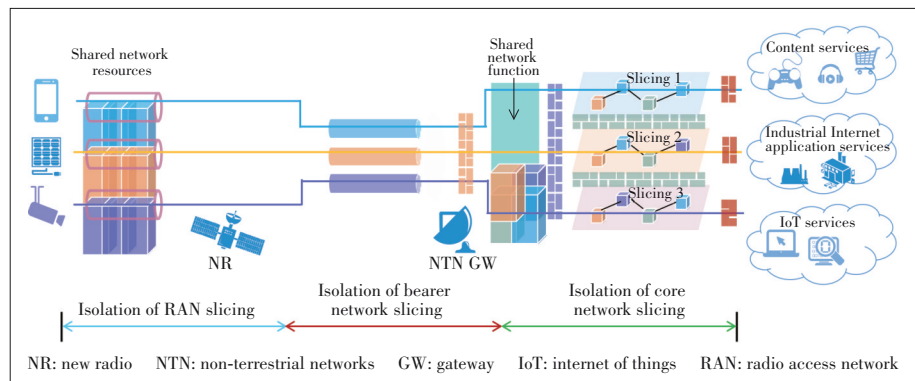 Shared network
resources
Shared
network
function
Slicing 1
Slicing 2
Slicing 3
Content services
Industrial Internet
application services
IoT services
NR
NTN GW
Isolation of RAN slicing
Isolation of bearer
network slicing
Isolation of core
network slicing
NR: new radio NTN: non-terrestrial networks GW: gateway IoT: internet of things RAN: radio access network